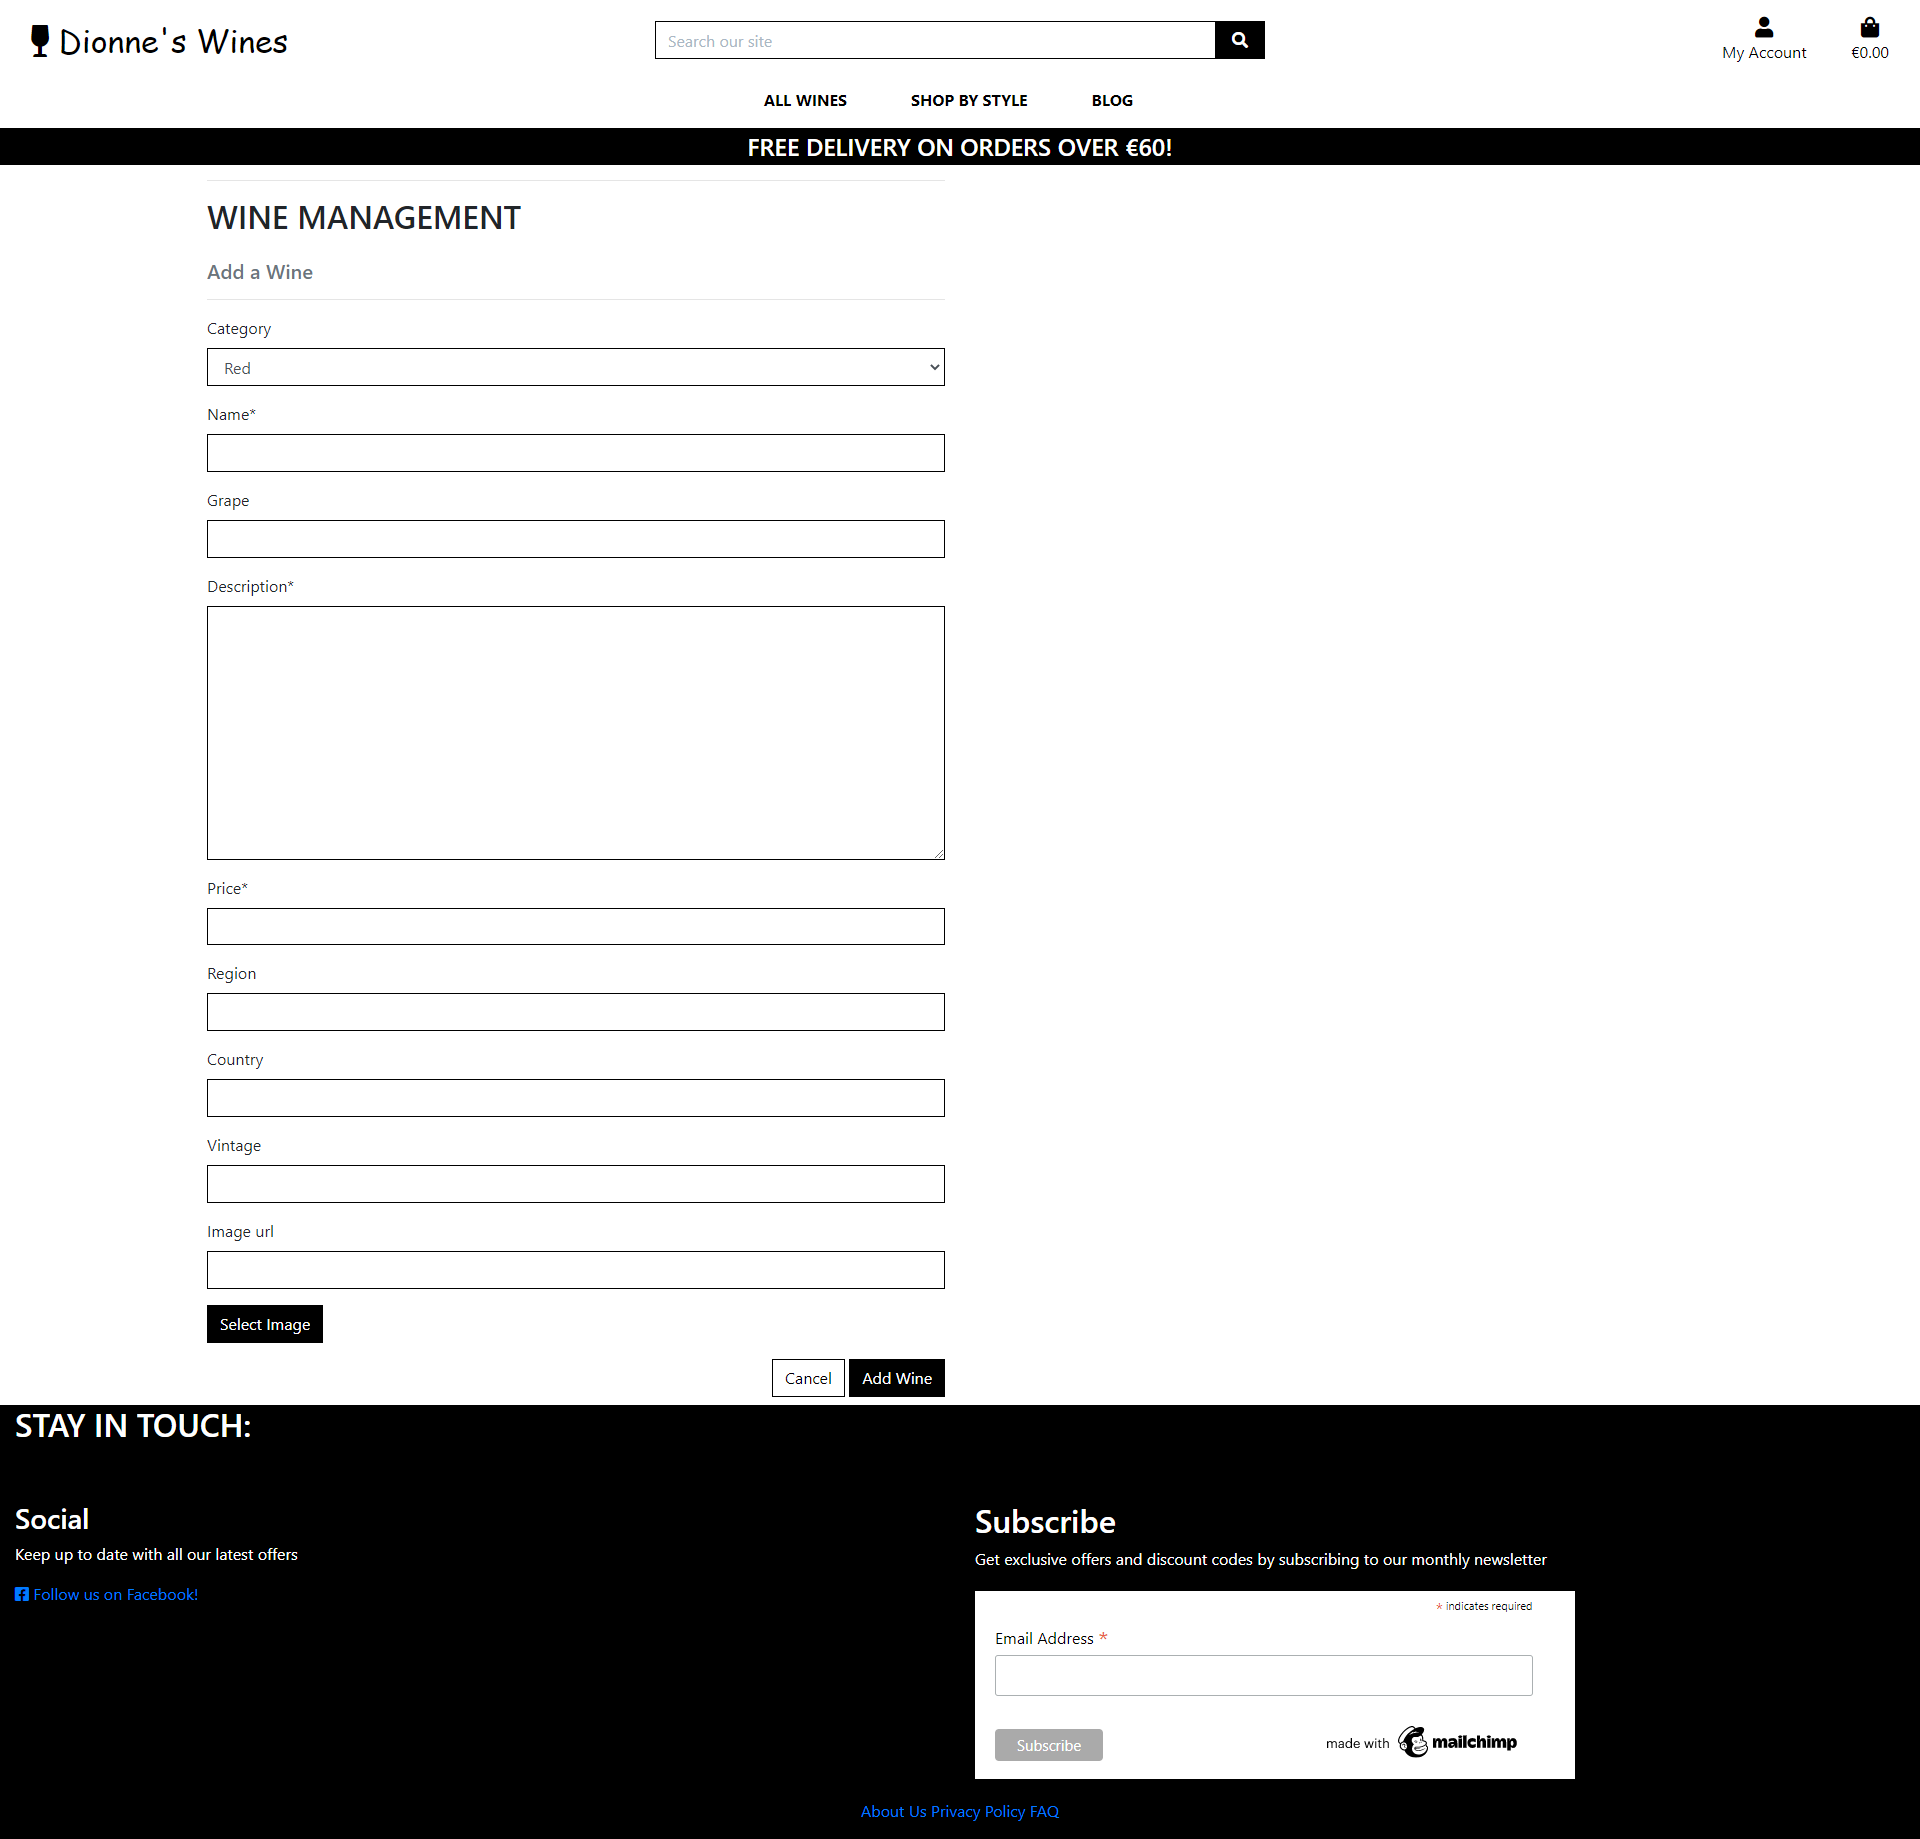 Dionne's Wines
Search our site
My Account
€0.00
ALL WINES SHOP BY STYLE BLOG
FREE DELIVERY ON ORDERS OVER €60!
WINE MANAGEMENT
Add a Wine
Category
Red
Name*
Grape
Description*
Price*
Region
Country
Vintage
Image url
Select Image
Cancel Add Wine
STAY IN TOUCH:
Social
Keep up to date with all our latest offers
Follow us on Facebook!
Subscribe
Get exclusive offers and discount codes by subscribing to our monthly newsletter
* indicates required
Email Address *
Subscribe
made with mailchimp
About Us Privacy Policy FAQ